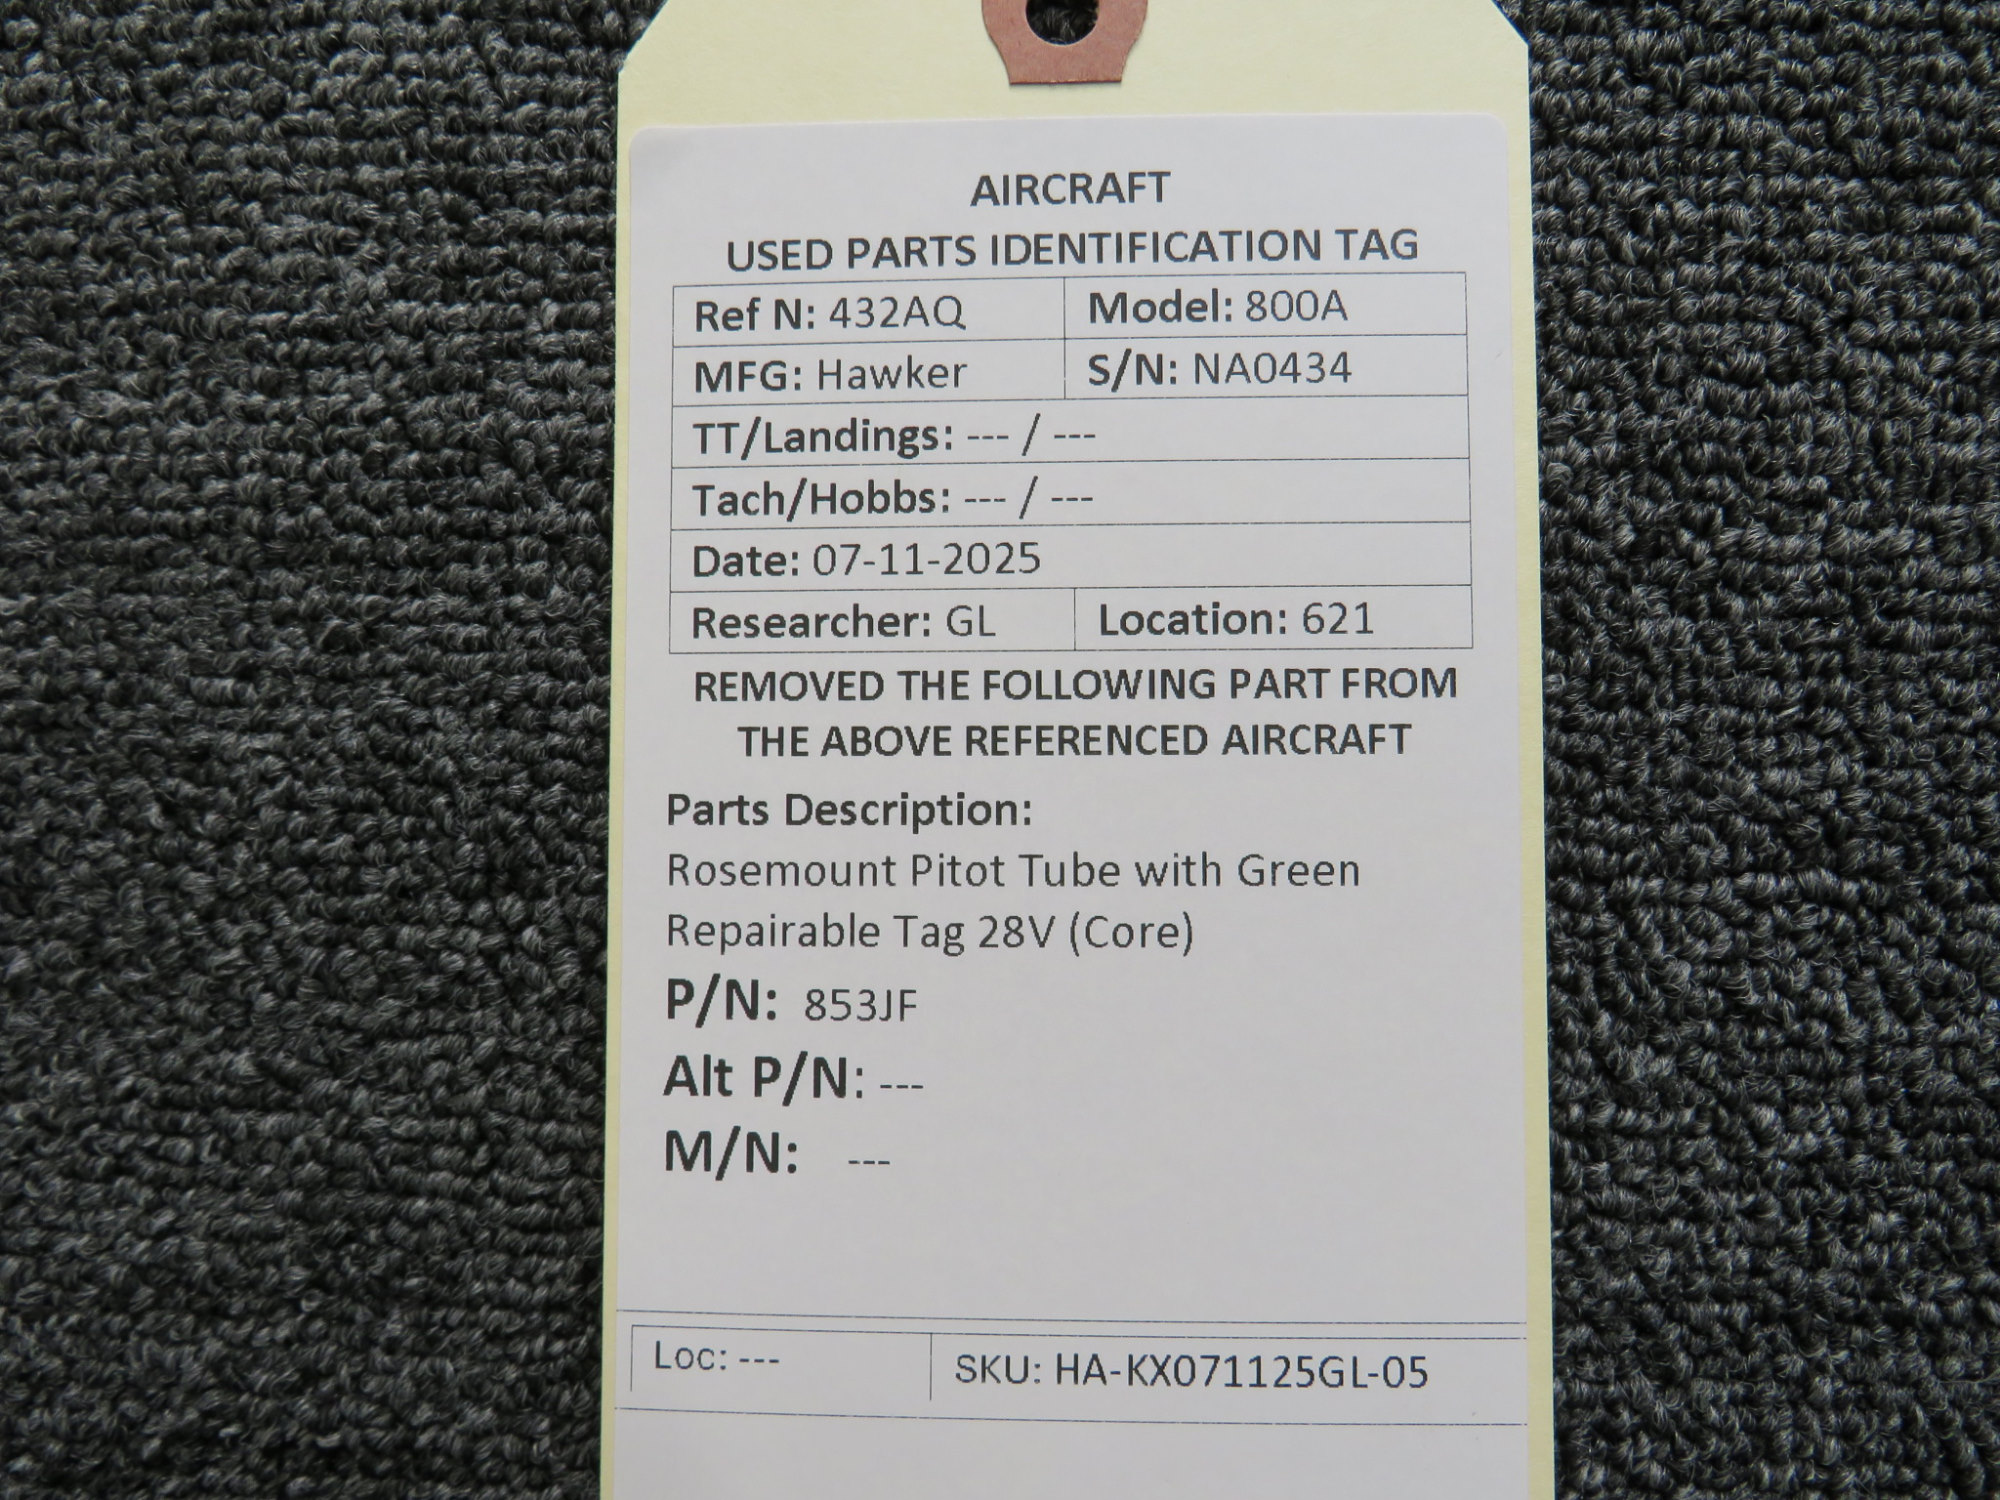 AIRCRAFT
USED PARTS IDENTIFICATION TAG
Ref N: 432AQ Model: 800A
MFG: Hawker S/N: NA0434
TT/Landings: --- / ---
Tach/Hobbs: --- / ---
Date: 07-11-2025
Researcher: GL Location: 621
REMOVED THE FOLLOWING PART FROM
THE ABOVE REFERENCED AIRCRAFT
Parts Description:
Rosemount Pitot Tube with Green
Repairable Tag 28V (Core)
P/N: 853JF
Alt P/N: ---
M/N: ---
Loc: --- SKU: HA-KX071125GL-05